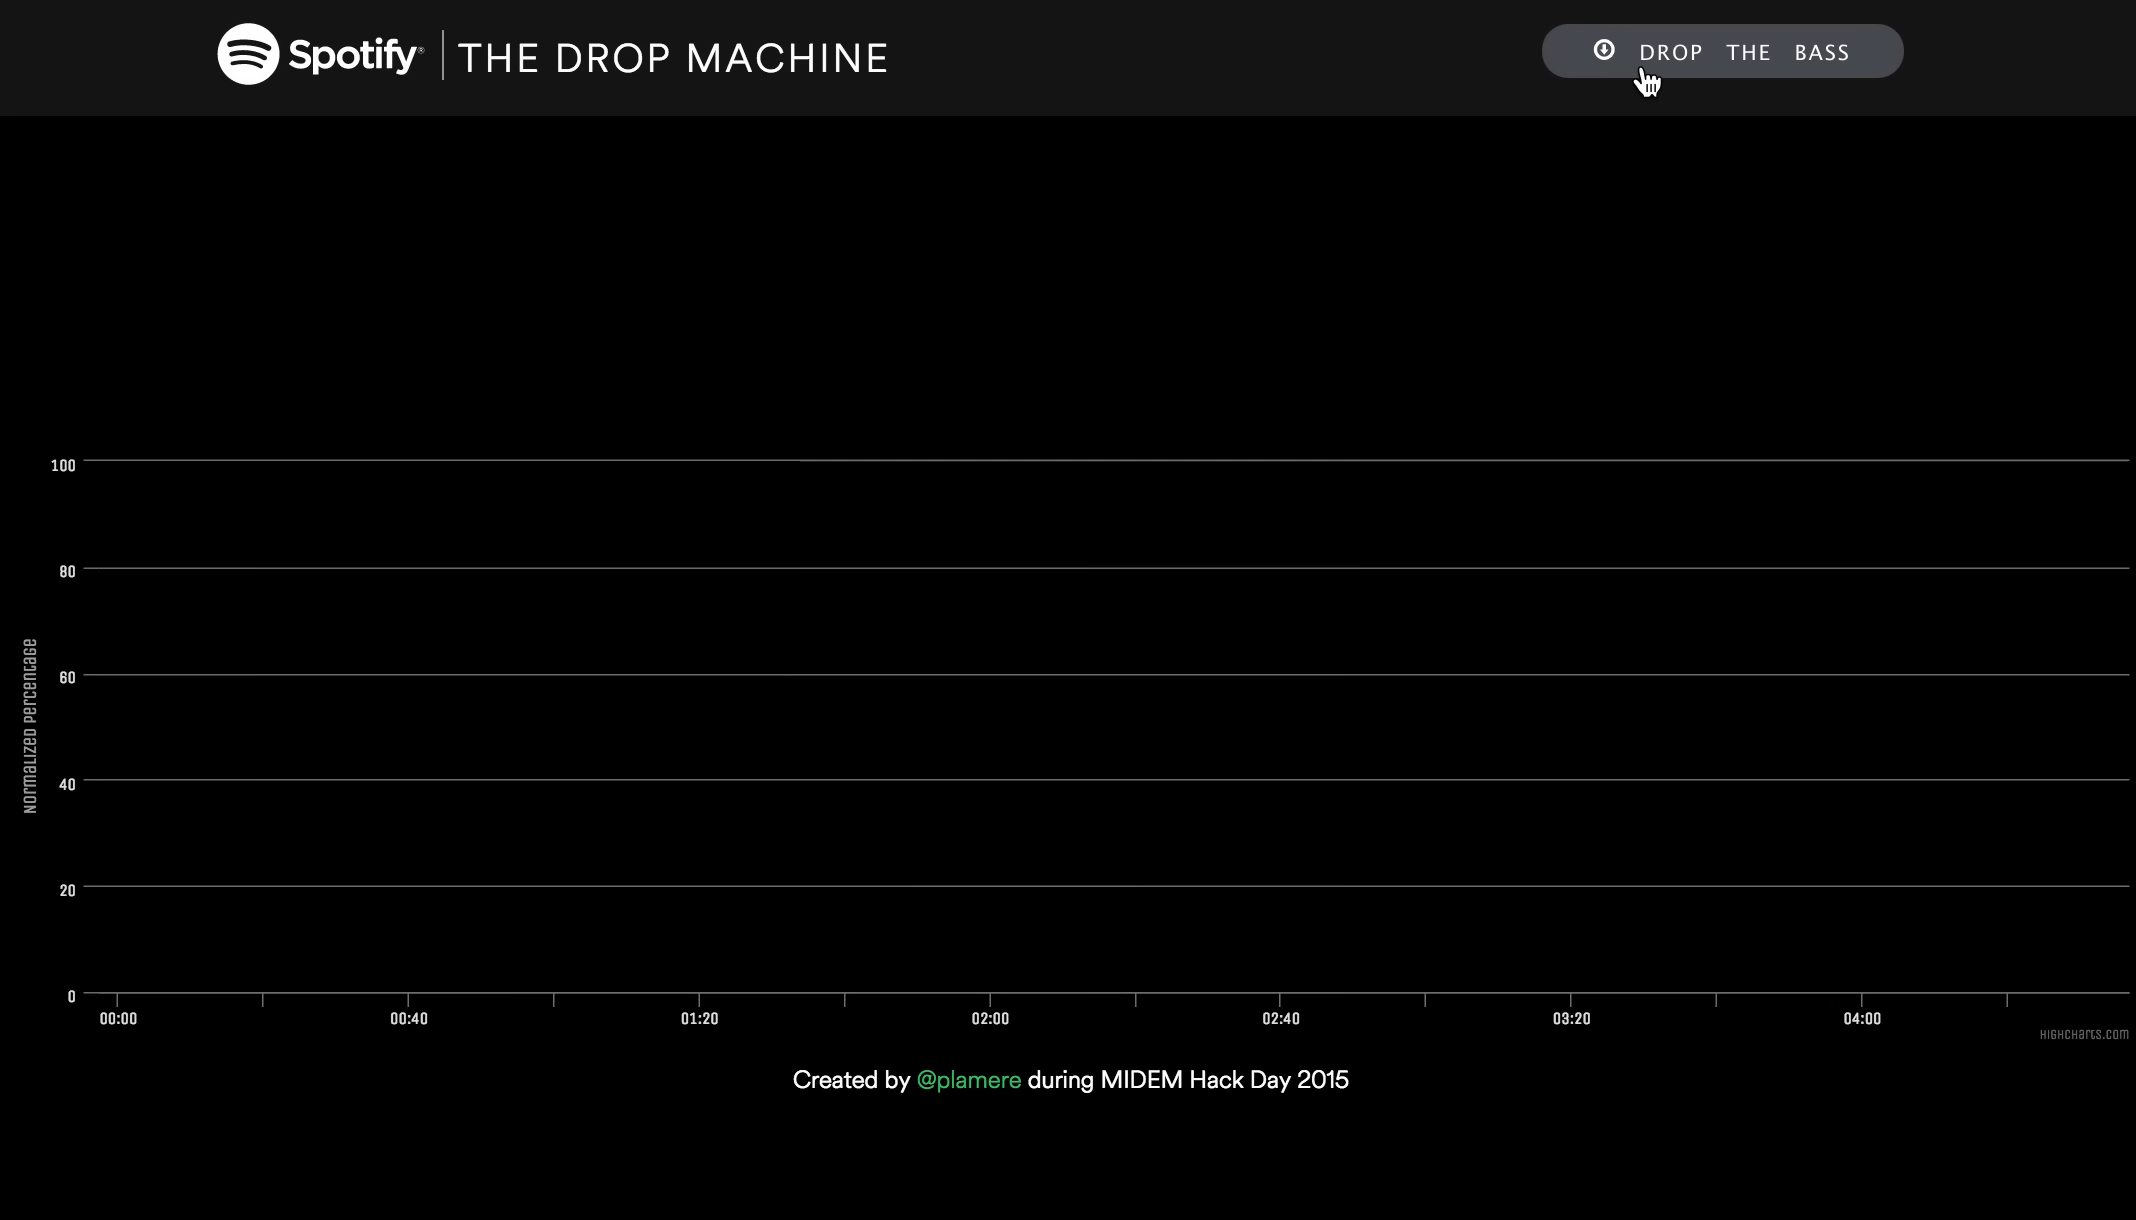 Spotify® THE DROP MACHINE
DROP THE BASS
100
80
60
40
20
0
Normalized Percentage
00:00 00:40 01:20 02:00 02:40 03:20 04:00
Highcharts.com
Created by @plamere during MIDEM Hack Day 2015